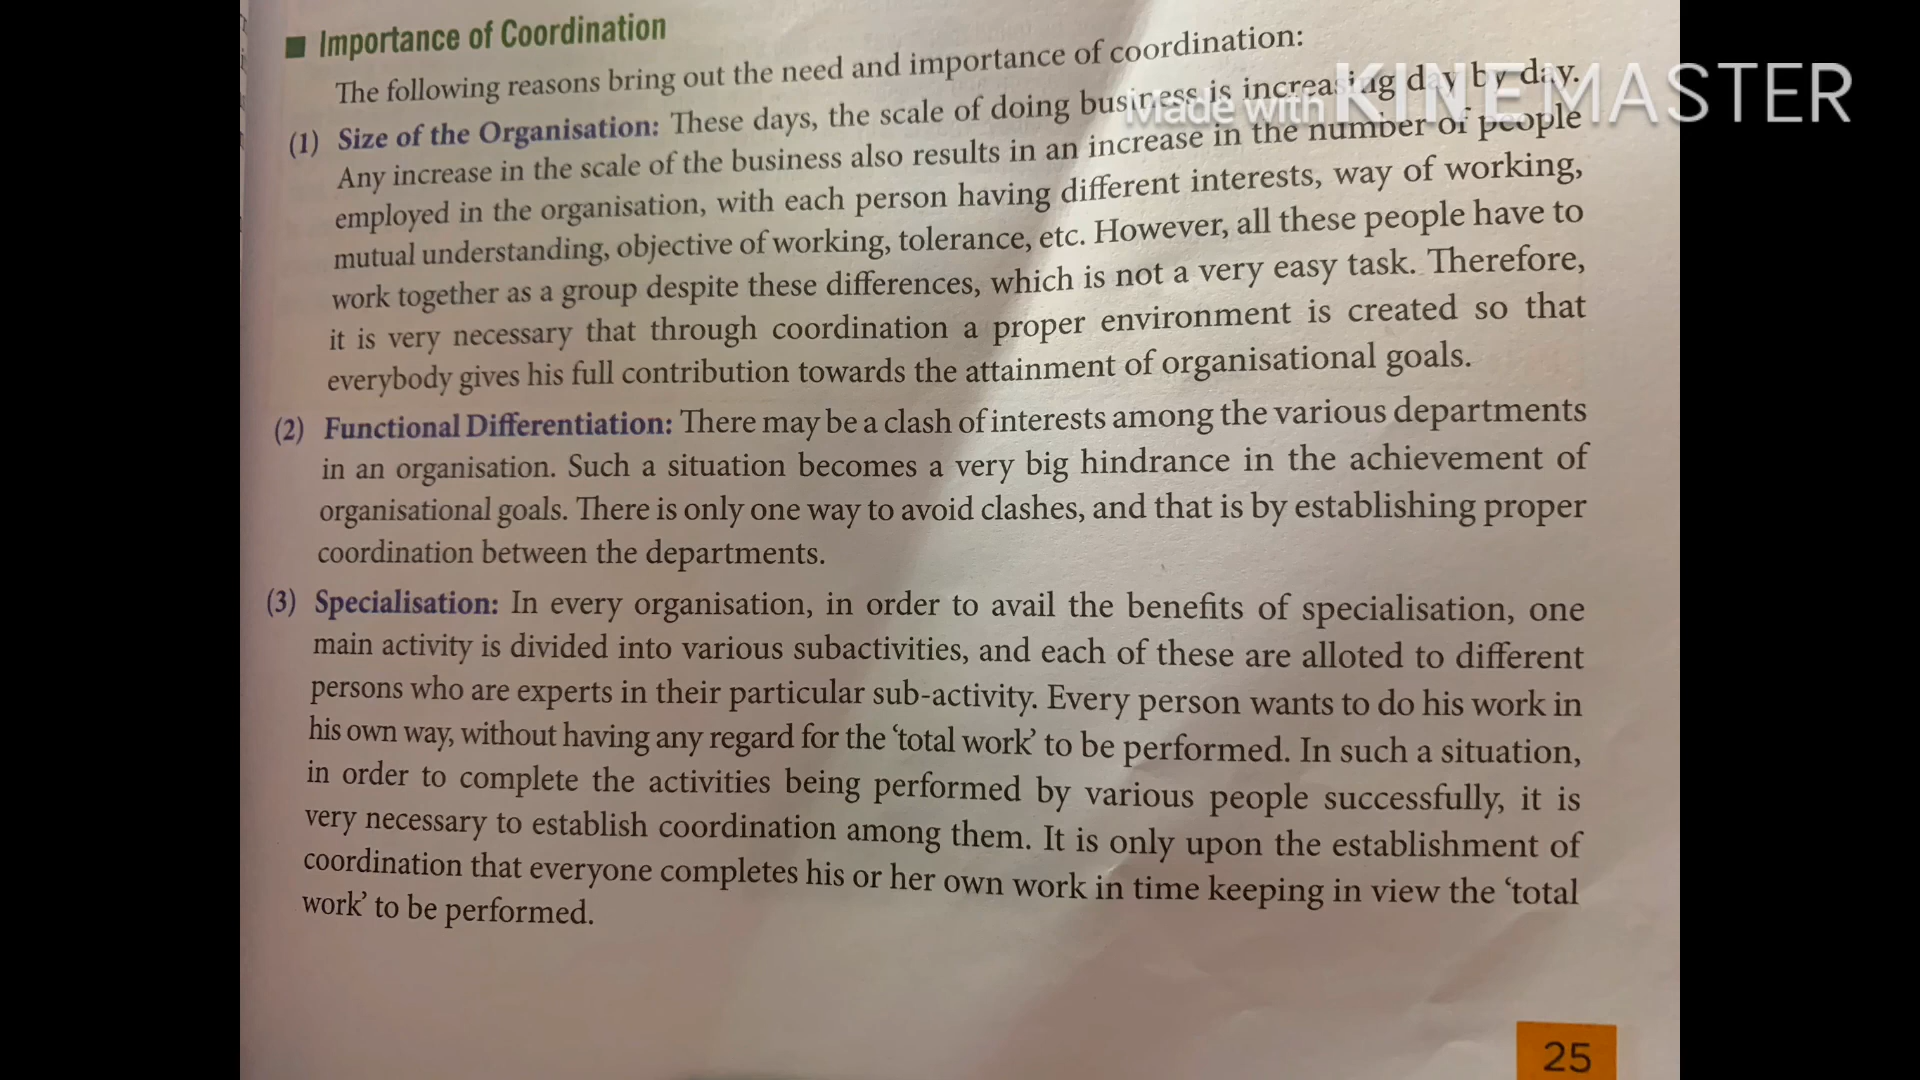 Importance of Coordination
The following reasons bring out the need and importance of coordination:
Made with KINEMASTER
(1) Size of the Organisation: These days, the scale of doing business is increasing day by day.
Any increase in the scale of the business also results in an increase in the number of people
employed in the organisation, with each person having different interests, way of working,
mutual understanding, objective of working, tolerance, etc. However, all these people have to
work together as a group despite these differences, which is not a very easy task. Therefore,
it is very necessary that through coordination a proper environment is created so that
everybody gives his full contribution towards the attainment of organisational goals.
(2) Functional Differentiation: There may be a clash of interests among the various departments
in an organisation. Such a situation becomes a very big hindrance in the achievement of
organisational goals. There is only one way to avoid clashes, and that is by establishing proper
coordination between the departments.
(3) Specialisation: In every organisation, in order to avail the benefits of specialisation, one
main activity is divided into various subactivities, and each of these are alloted to different
persons who are experts in their particular sub-activity. Every person wants to do his work in
his own way, without having any regard for the ‘total work’ to be performed. In such a situation,
in order to complete the activities being performed by various people successfully, it is
very necessary to establish coordination among them. It is only upon the establishment of
coordination that everyone completes his or her own work in time keeping in view the ‘total
work’ to be performed.
25